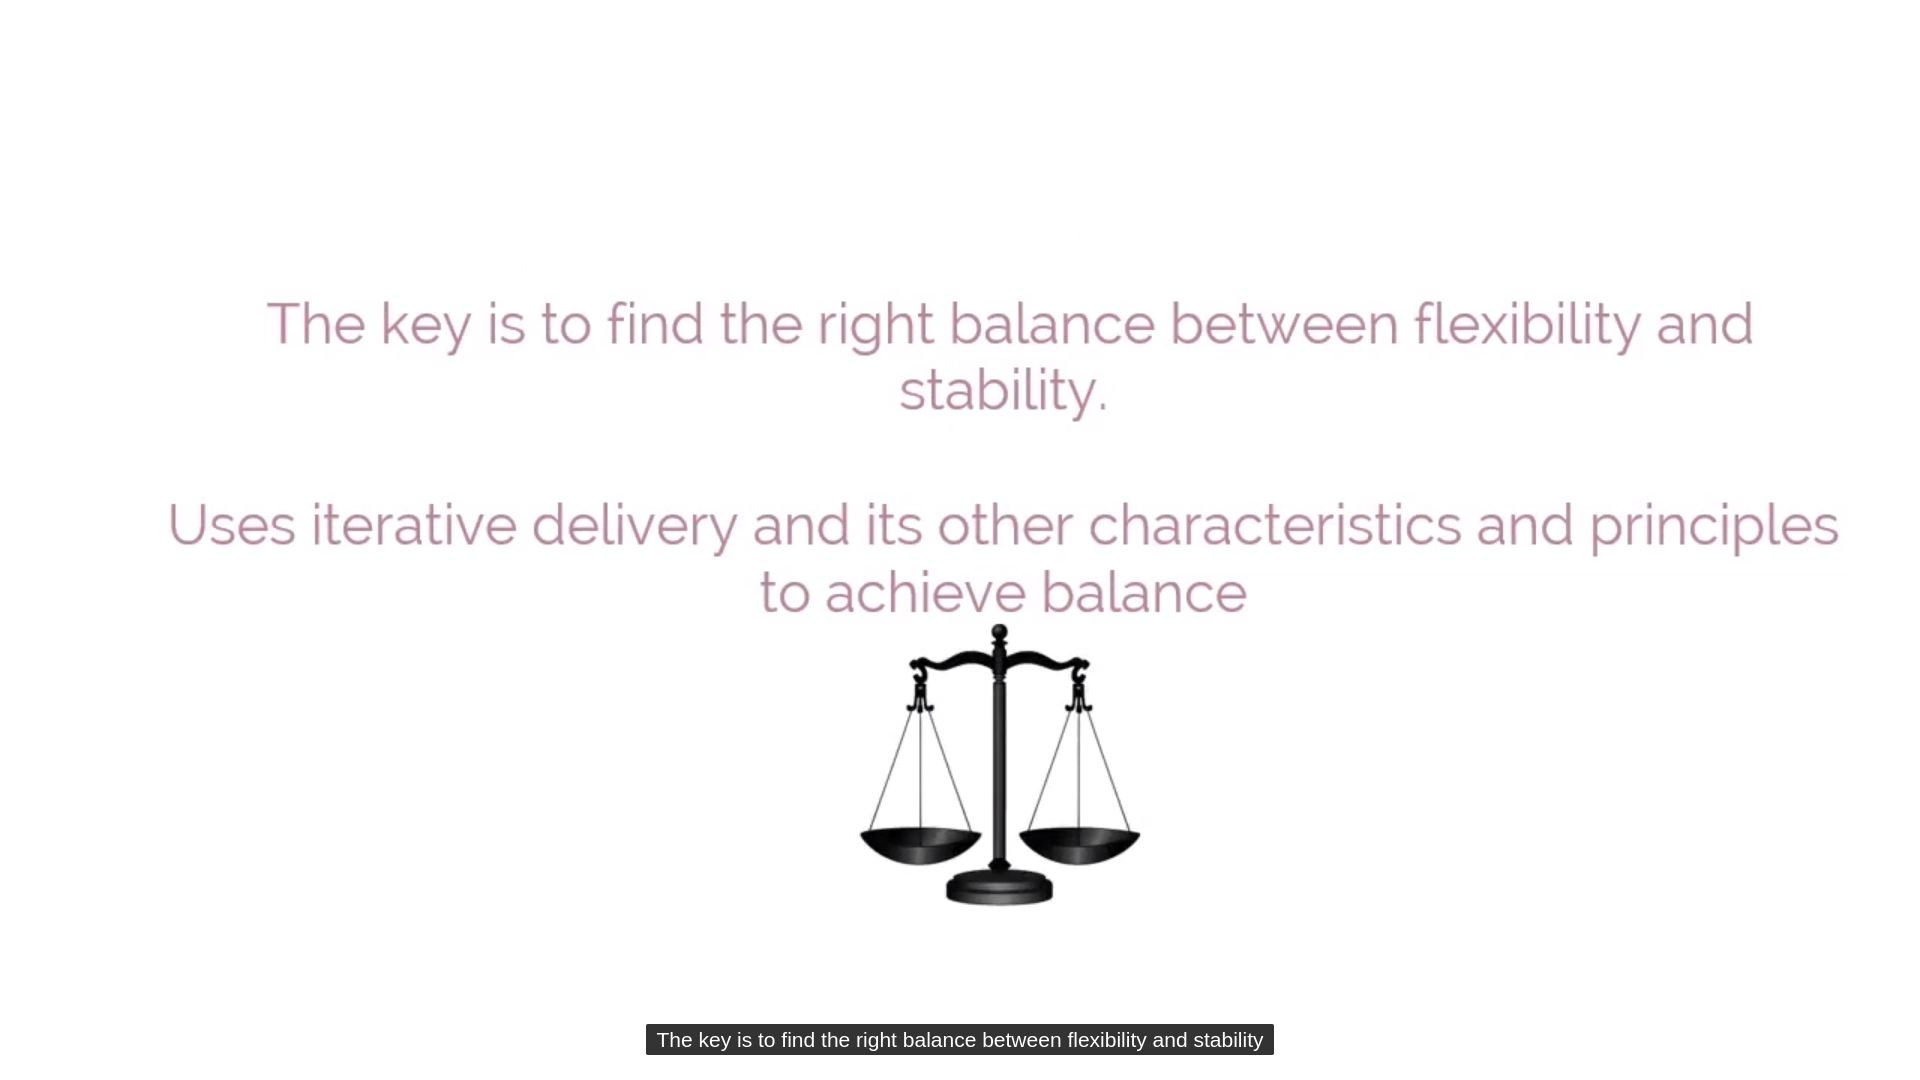 The key is to find the right balance between flexibility and
stability.
Uses iterative delivery and its other characteristics and principles
to achieve balance
The key is to find the right balance between flexibility and stability